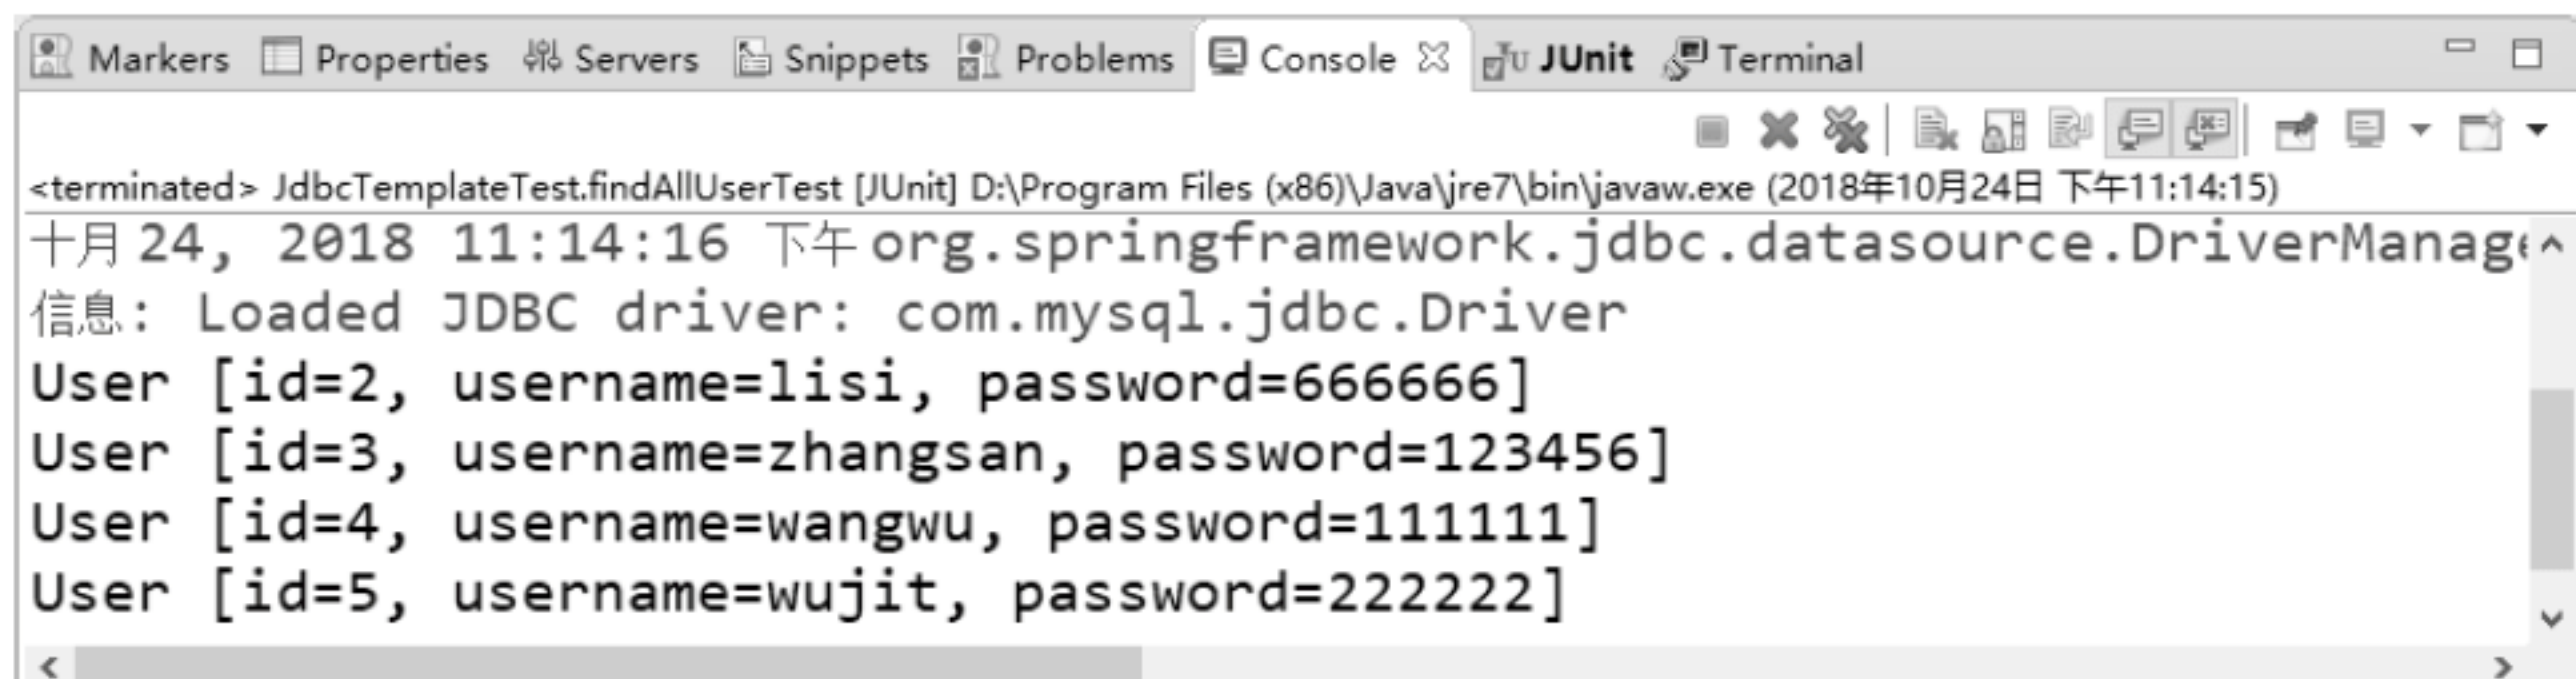 Markers Properties Servers Snippets Problems Console JUnit Terminal
<terminated> JdbcTemplateTest.findAllUserTest [JUnit] D:\Program Files (x86)\Java\jre7\bin\javaw.exe (2018年10月24日 下午11:14:15)
十月 24, 2018 11:14:16 下午 org.springframework.jdbc.datasource.DriverManage
信息: Loaded JDBC driver: com.mysql.jdbc.Driver
User [id=2, username=lisi, password=666666]
User [id=3, username=zhangsan, password=123456]
User [id=4, username=wangwu, password=111111]
User [id=5, username=wujit, password=222222]